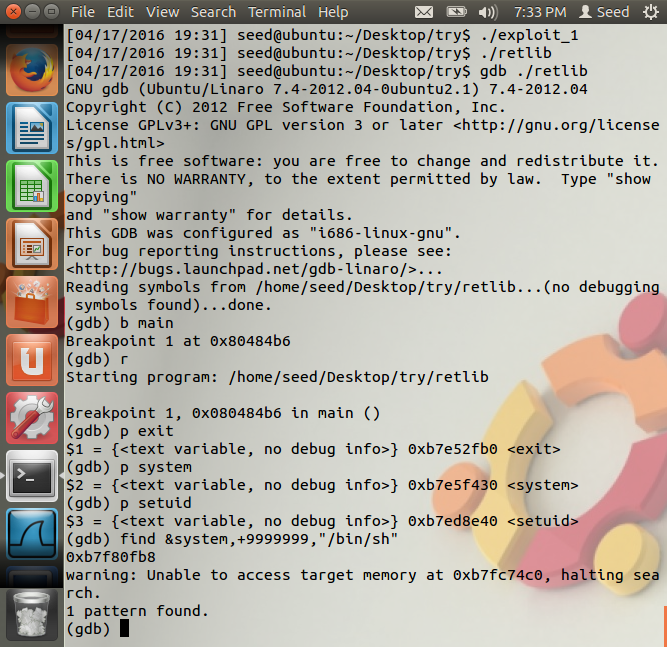 File Edit View Search Terminal Help 7:33 PM Seed
[04/17/2016 19:31] seed@ubuntu:~/Desktop/try$ ./exploit_1
[04/17/2016 19:31] seed@ubuntu:~/Desktop/try$ ./retlib
[04/17/2016 19:31] seed@ubuntu:~/Desktop/try$ gdb ./retlib
GNU gdb (Ubuntu/Linaro 7.4-2012.04-0ubuntu2.1) 7.4-2012.04
Copyright (C) 2012 Free Software Foundation, Inc.
License GPLv3+: GNU GPL version 3 or later <http://gnu.org/license
s/gpl.html>
This is free software: you are free to change and redistribute it.
There is NO WARRANTY, to the extent permitted by law.  Type "show
copying"
and "show warranty" for details.
This GDB was configured as "i686-linux-gnu".
For bug reporting instructions, please see:
<http://bugs.launchpad.net/gdb-linaro/>...
Reading symbols from /home/seed/Desktop/try/retlib...(no debugging
 symbols found)...done.
(gdb) b main
Breakpoint 1 at 0x80484b6
(gdb) r
Starting program: /home/seed/Desktop/try/retlib
Breakpoint 1, 0x080484b6 in main ()
(gdb) p exit
$1 = {<text variable, no debug info>} 0xb7e52fb0 <exit>
(gdb) p system
$2 = {<text variable, no debug info>} 0xb7e5f430 <system>
(gdb) p setuid
$3 = {<text variable, no debug info>} 0xb7ed8e40 <setuid>
(gdb) find &system,+9999999,"/bin/sh"
0xb7f80fb8
warning: Unable to access target memory at 0xb7fc74c0, halting sea
rch.
1 pattern found.
(gdb)